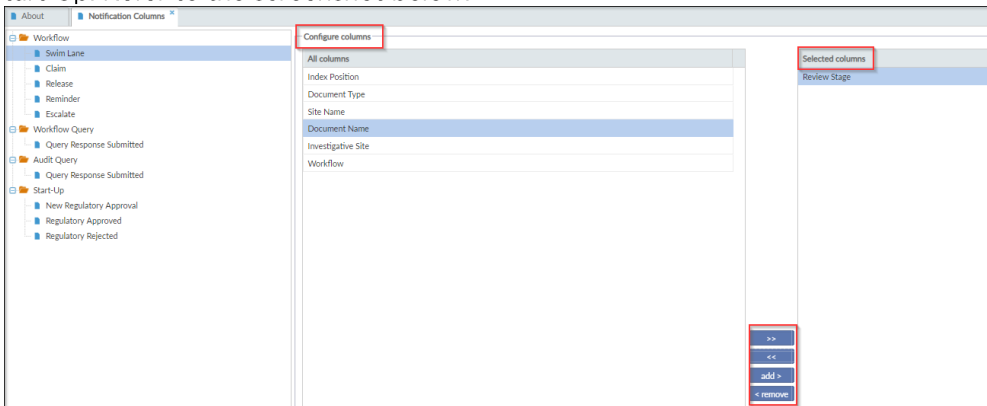 About
Notification Columns ×
Workflow
Swim Lane
Claim
Release
Reminder
Escalate
Workflow Query
Query Response Submitted
Audit Query
Query Response Submitted
Start-Up
New Regulatory Approval
Regulatory Approved
Regulatory Rejected
Configure columns
All columns
Index Position
Document Type
Site Name
Document Name
Investigative Site
Workflow
>>
<<
add >
< remove
Selected columns
Review Stage